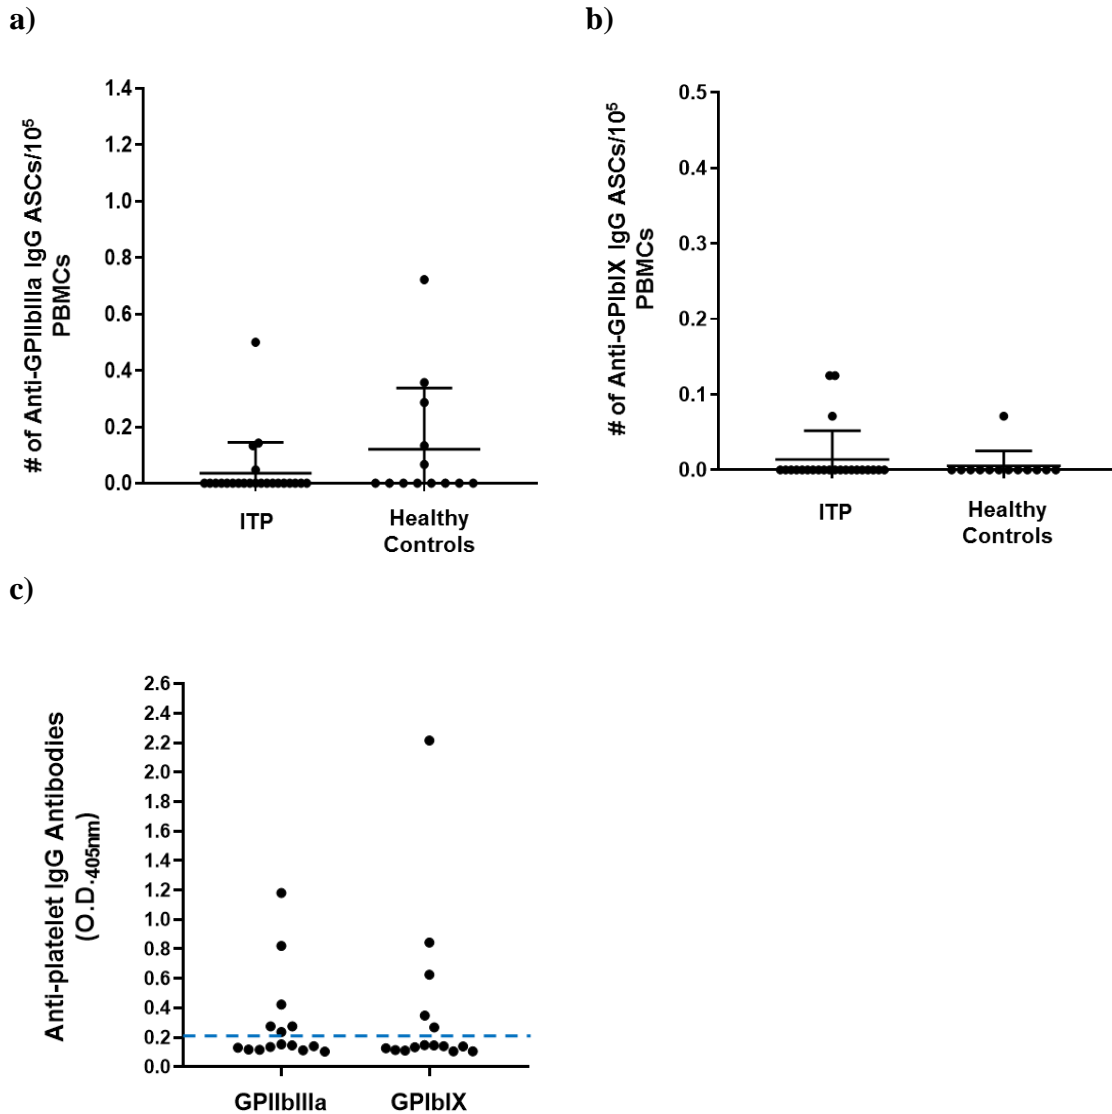 a)
b)
# of Anti-GPIIbIIIa IgG ASCs/10⁵
PBMCs
1.4
1.2
1.0
0.8
0.6
0.4
0.2
0.0
ITP
Healthy
Controls
# of Anti-GPIbIX IgG ASCs/10⁵
PBMCs
0.5
0.4
0.3
0.2
0.1
0.0
ITP
Healthy
Controls
c)
Anti-platelet IgG Antibodies
(O.D.405nm)
2.6
2.4
2.2
2.0
1.8
1.6
1.4
1.2
1.0
0.8
0.6
0.4
0.2
0.0
GPIIbIIIa
GPIbIX